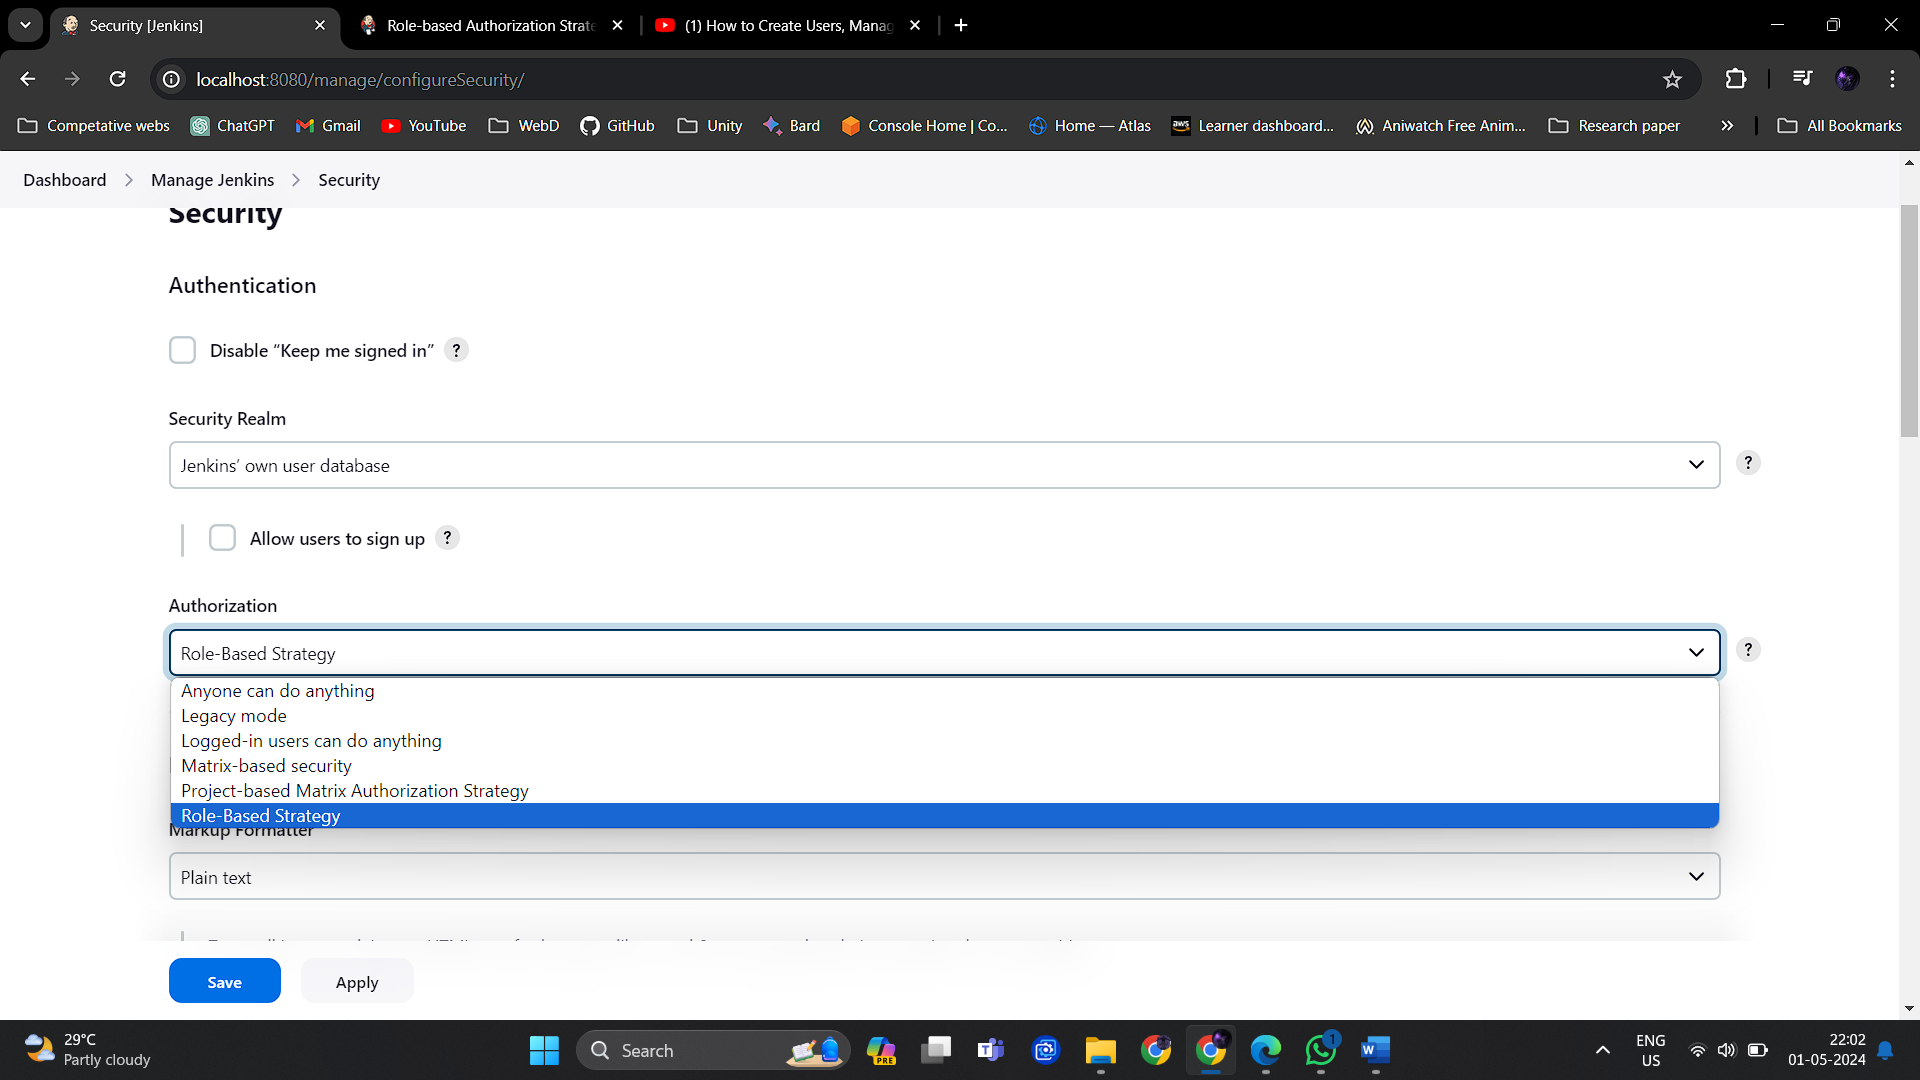 Security [Jenkins]
Role-based Authorization Strate
(1) How to Create Users, Manag
localhost:8080/manage/configureSecurity/
Competative webs
ChatGPT
Gmail
YouTube
WebD
GitHub
Unity
Bard
Console Home | Co...
Home — Atlas
aws
Learner dashboard...
Aniwatch Free Anim...
Research paper
»
All Bookmarks
Dashboard > Manage Jenkins > Security
Security
Authentication
Disable “Keep me signed in” ?
Security Realm
Jenkins’ own user database
?
Allow users to sign up ?
Authorization
Role-Based Strategy
?
Anyone can do anything
Legacy mode
Logged-in users can do anything
Matrix-based security
Project-based Matrix Authorization Strategy
Role-Based Strategy
Markup Formatter
Plain text
Save
Apply
29°C
Partly cloudy
Search
PRE
1
ENG
US
22:02
01-05-2024